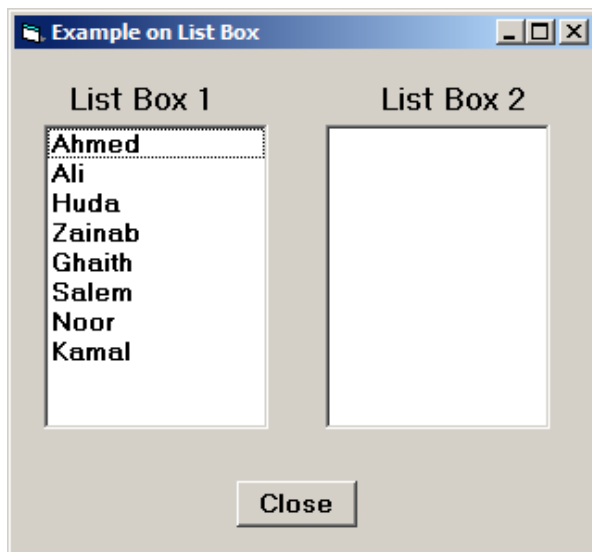 Example on List Box
List Box 1
List Box 2
Ahmed
Ali
Huda
Zainab
Ghaith
Salem
Noor
Kamal
Close